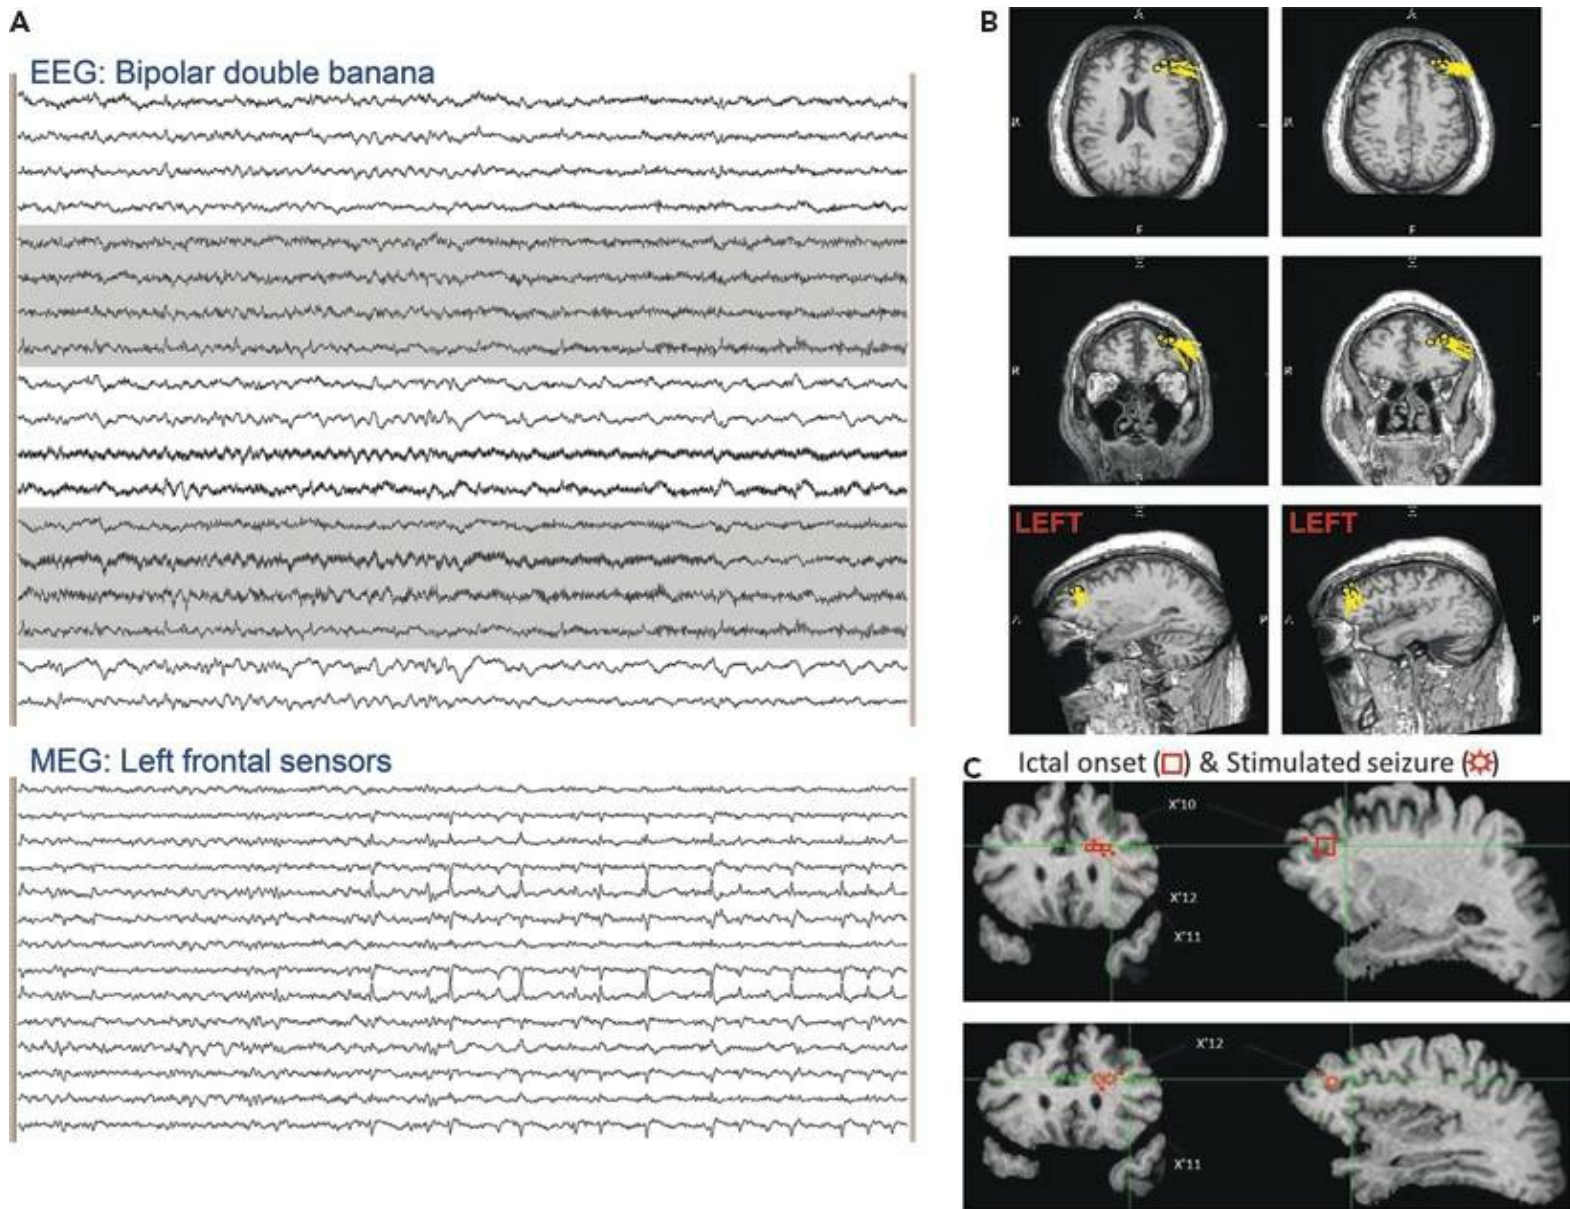 A
EEG: Bipolar double banana
MEG: Left frontal sensors
B
A
A
R
R
R
LEFT
LEFT
A
A
P
C
Ictal onset (□) & Stimulated seizure (☼)
X'10
X'12
X'11
X'12
X'11